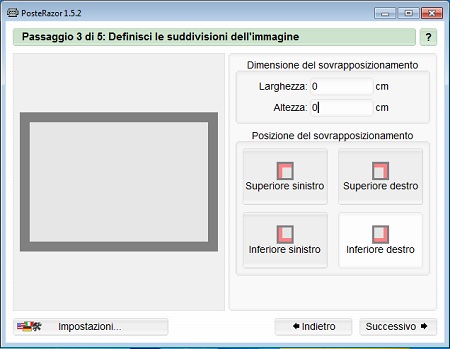 PosteRazor 1.5.2
Passaggio 3 di 5: Definisci le suddivisioni dell'immagine
?
Dimensione del sovrapposizionamento
Larghezza: 0 cm
Altezza: 0 cm
Posizione del sovrapposizionamento
Superiore sinistro Superiore destro
Inferiore sinistro Inferiore destro
Impostazioni... Indietro Successivo